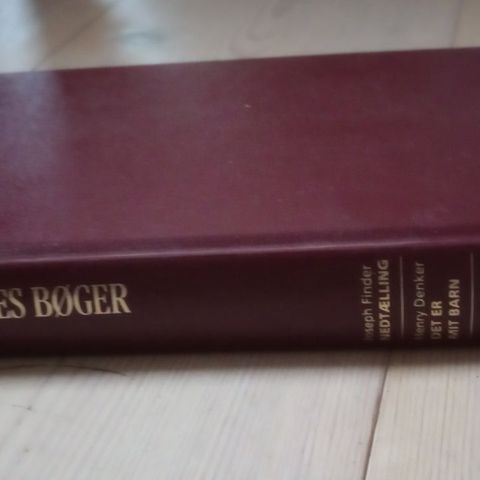 ES BØGER
Joseph Finder
NEDTÆLLING
Henry Denker
DET ER
MIT BARN